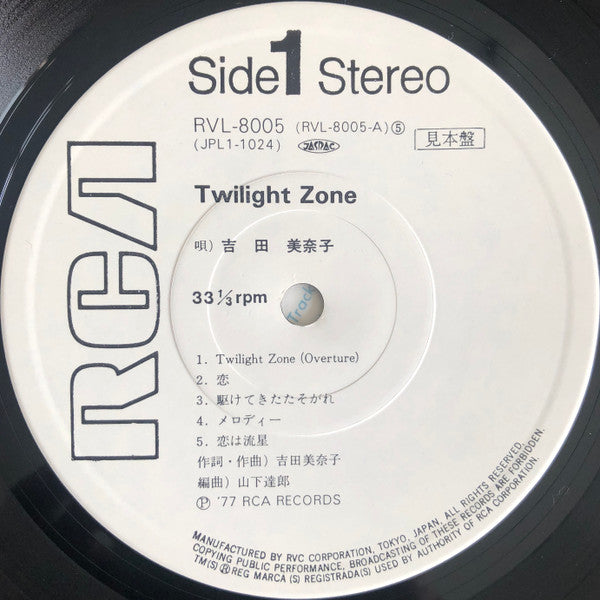 Side 1 Stereo
RVL-8005 (RVL-8005-A)⑤
(JPL1-1024) JASRAC 見本盤
RCA
Twilight Zone
唄) 吉田 美奈子
33 1/3 rpm
Track
1. Twilight Zone (Overture)
2. 恋
3. 駆けてきたたそがれ
4. メロディー
5. 恋は流星
作詞・作曲) 吉田美奈子
編曲) 山下達郎
Ⓟ '77 RCA RECORDS
MANUFACTURED BY RVC CORPORATION, TOKYO, JAPAN. ALL RIGHTS RESERVED.
COPYING PUBLIC PERFORMANCE, BROADCASTING OF THESE RECORDS ARE FORBIDDEN.
TM(S) Ⓡ REG MARCA (S) REGISTRADA(S) USED BY AUTHORITY OF RCA CORPORATION.